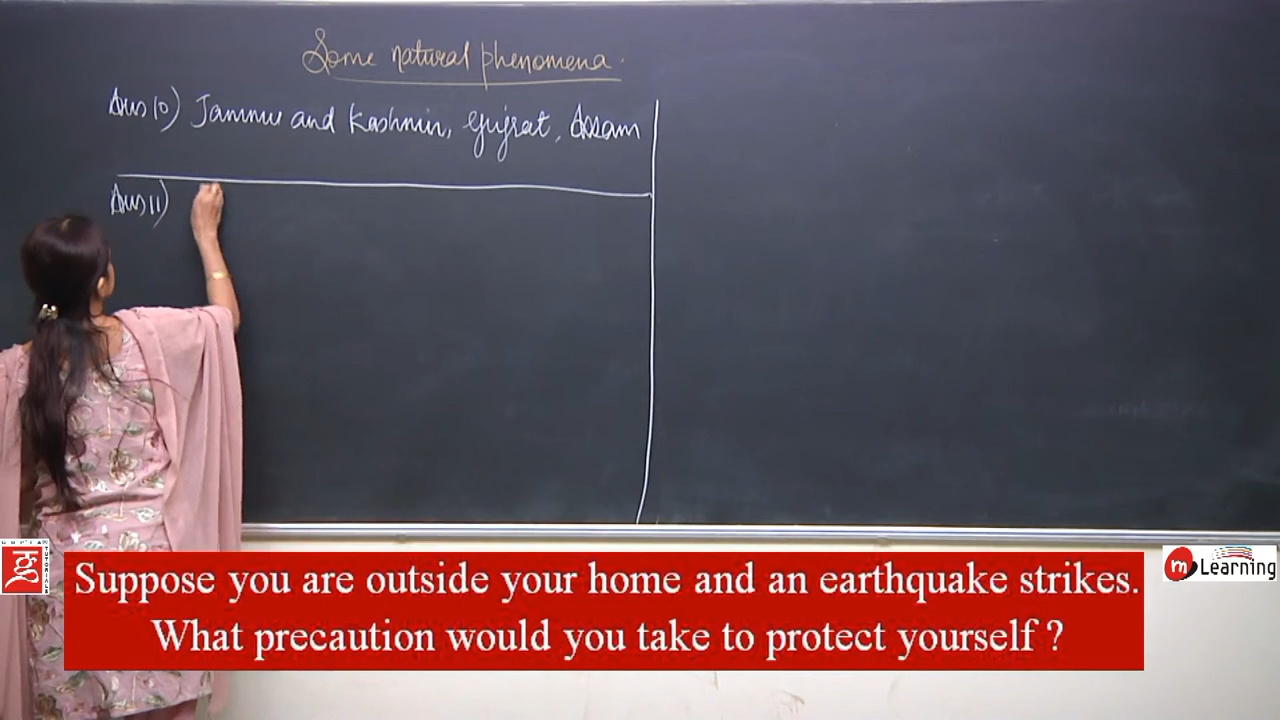 Some natural phenomena.
Ans 10) Jammu and Kashmir, Gujrat, Assam
Ans 11)
Suppose you are outside your home and an earthquake strikes.
What precaution would you take to protect yourself ?
m Learning